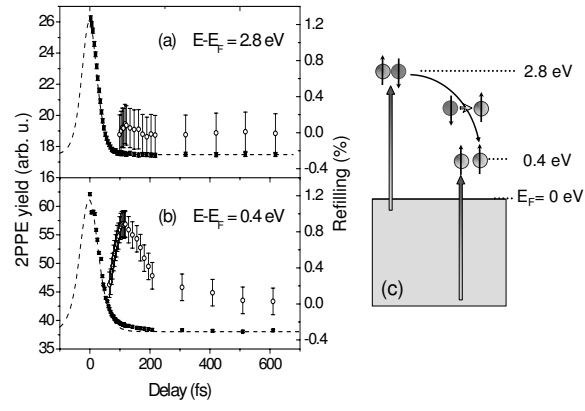 26
24
22
20
18
16
2PPE yield (arb. u.)
(a) E-E_F = 2.8 eV
1.2
0.8
0.4
0.0
-0.4
Refilling (%)
60
55
50
45
40
35
(b) E-E_F = 0.4 eV
1.2
0.8
0.4
0.0
-0.4
0 200 400 600
Delay (fs)
2.8 eV
0.4 eV
E_F = 0 eV
(c)